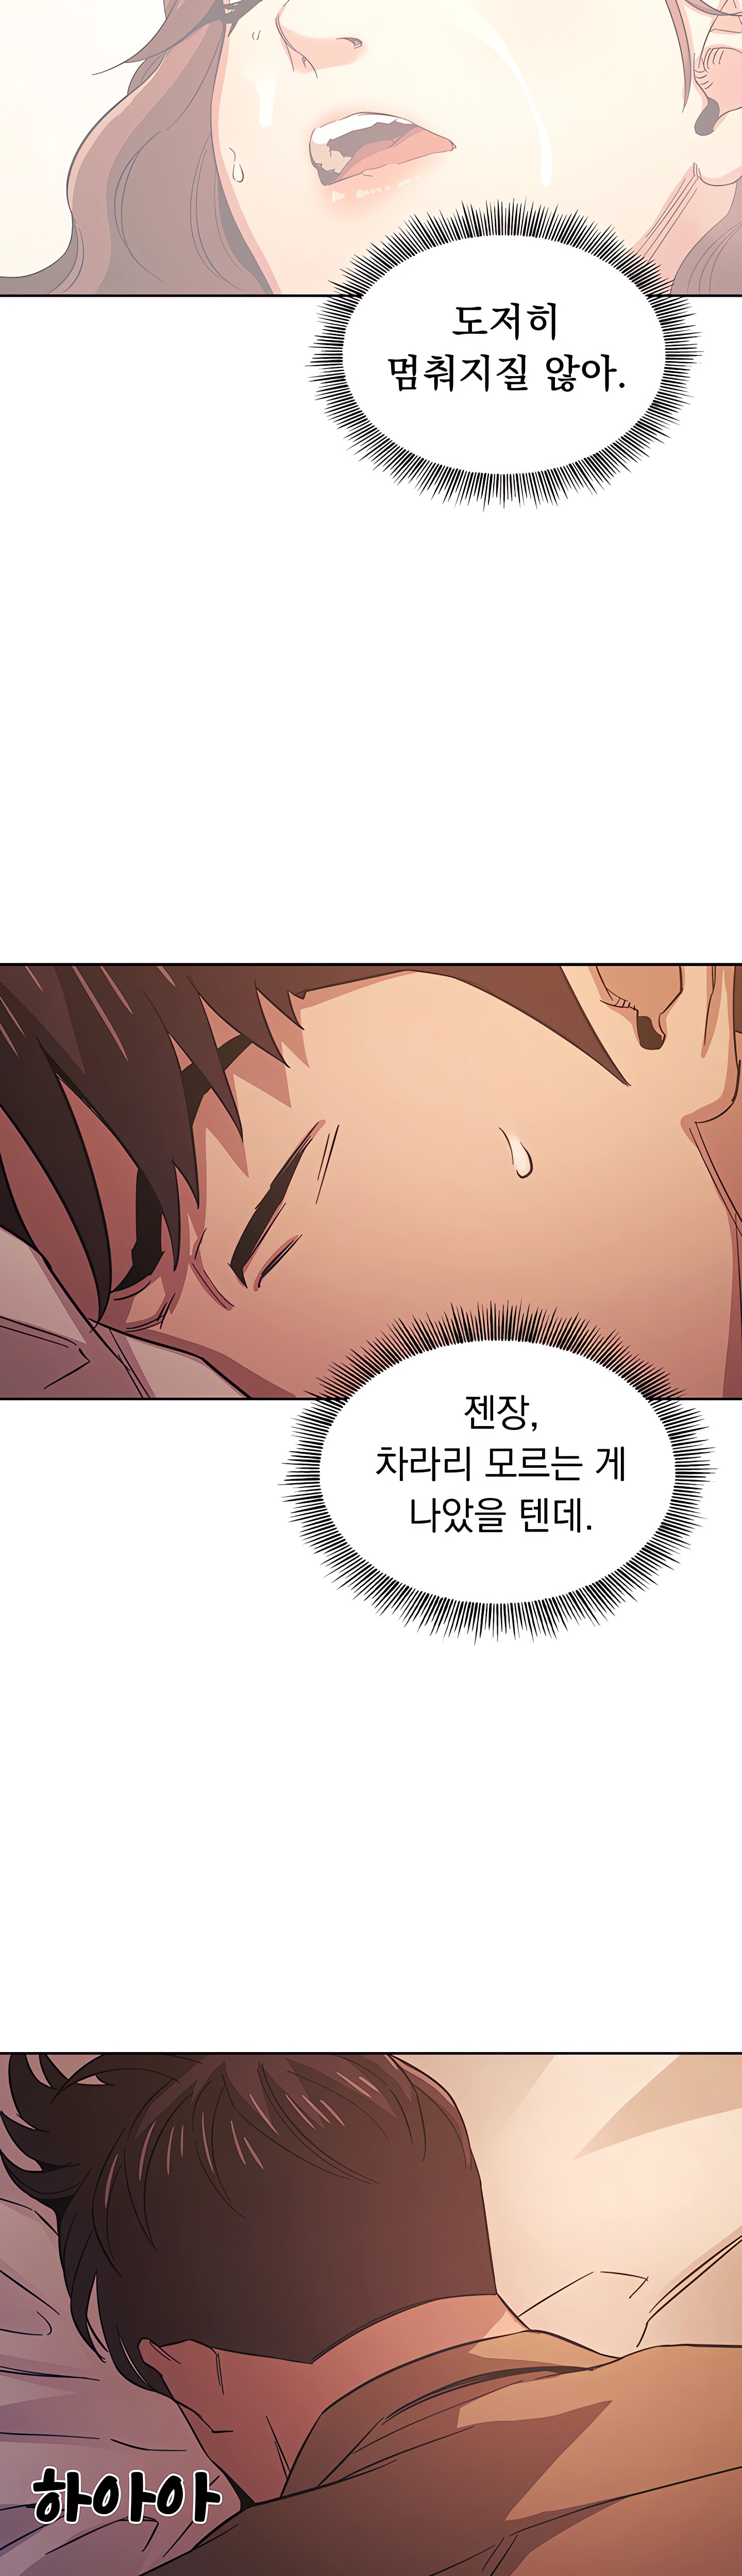 도저히
멈춰지질 않아.
젠장,
차라리 모르는 게
나았을 텐데.
하아아